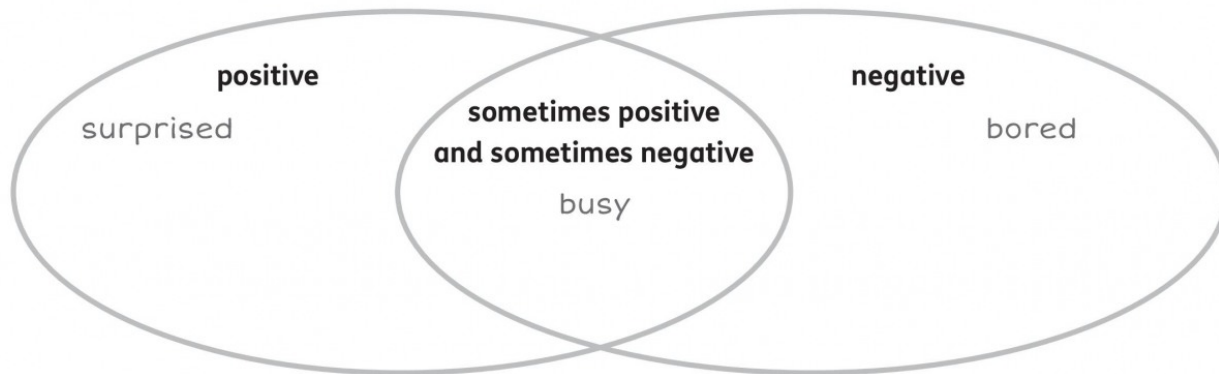 positive
surprised
sometimes positive
and sometimes negative
busy
negative
bored